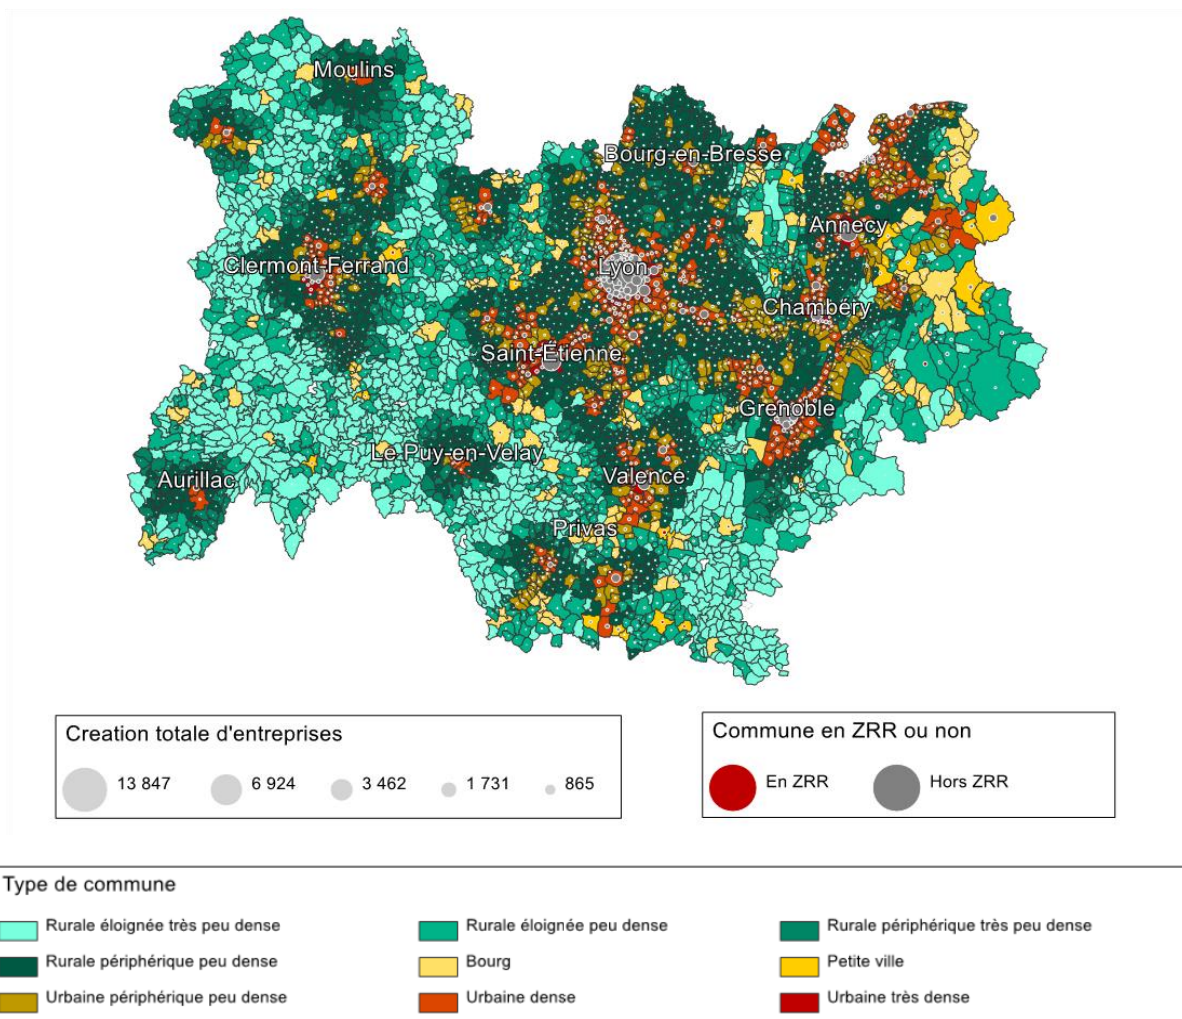 Moulins
Bourg-en-Bresse
Annecy
Clermont-Ferrand
Lyon
Chambéry
Saint-Étienne
Grenoble
Le Puy-en-Velay
Aurillac
Valence
Privas
Creation totale d'entreprises
13 847 6 924 3 462 1 731 865
Commune en ZRR ou non
En ZRR Hors ZRR
Type de commune
Rurale éloignée très peu dense Rurale éloignée peu dense Rurale périphérique très peu dense
Rurale périphérique peu dense Bourg Petite ville
Urbaine périphérique peu dense Urbaine dense Urbaine très dense